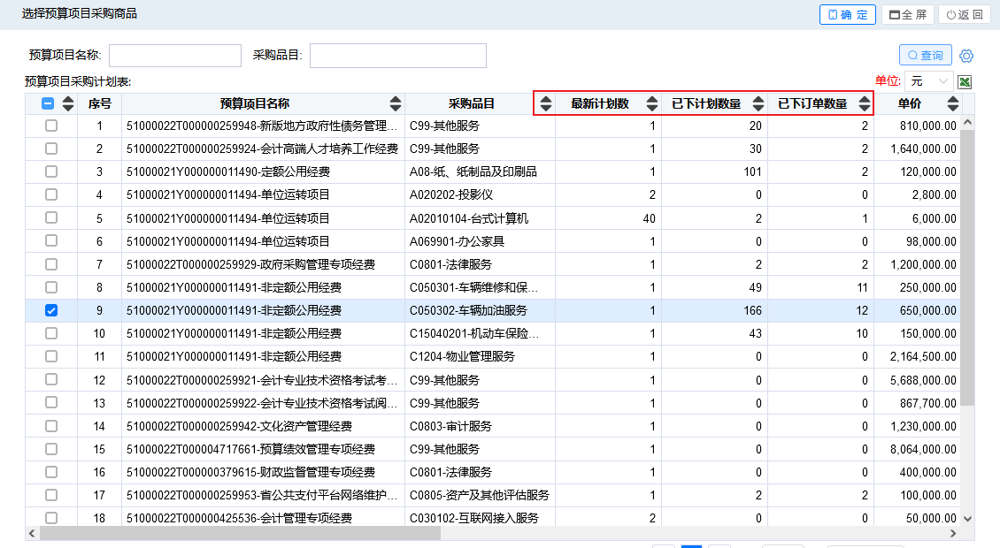 选择预算项目采购商品 确 定 全 屏 返 回
预算项目名称: 采购品目: 查询
预算项目采购计划表: 单位: 元
序号 预算项目名称 采购品目 最新计划数 已下计划数量 已下订单数量 单价
1 51000022T000000259948-新版地方政府性债务管理... C99-其他服务 1 20 2 810,000.00
2 51000022T000000259924-会计高端人才培养工作经费 C99-其他服务 1 30 2 1,640,000.00
3 51000021Y000000011490-定额公用经费 A08-纸、纸制品及印刷品 1 101 2 120,000.00
4 51000021Y000000011494-单位运转项目 A020202-投影仪 2 0 0 2,800.00
5 51000021Y000000011494-单位运转项目 A02010104-台式计算机 40 2 1 6,000.00
6 51000021Y000000011494-单位运转项目 A069901-办公家具 1 0 0 98,000.00
7 51000022T000000259929-政府采购管理专项经费 C0801-法律服务 1 2 2 1,200,000.00
8 51000021Y000000011491-非定额公用经费 C050301-车辆维修和保... 1 49 11 250,000.00
9 51000021Y000000011491-非定额公用经费 C050302-车辆加油服务 1 166 12 650,000.00
10 51000021Y000000011491-非定额公用经费 C15040201-机动车保险... 1 43 10 150,000.00
11 51000021Y000000011491-非定额公用经费 C1204-物业管理服务 1 0 0 2,164,500.00
12 51000022T000000259921-会计专业技术资格考试考... C99-其他服务 1 0 0 5,688,000.00
13 51000022T000000259922-会计专业技术资格考试阅... C99-其他服务 1 0 0 867,700.00
14 51000022T000000259942-文化资产管理经费 C0803-审计服务 1 0 0 1,230,000.00
15 51000022T000004717661-预算绩效管理专项经费 C99-其他服务 1 0 0 8,064,000.00
16 51000022T000000379615-财政监督管理专项经费 C0801-法律服务 1 0 0 400,000.00
17 51000022T000000259953-省公共支付平台网络维护... C0805-资产及其他评估服务 1 2 2 100,000.00
18 51000022T000000425536-会计管理专项经费 C030102-互联网接入服务 2 0 0 50,000.00